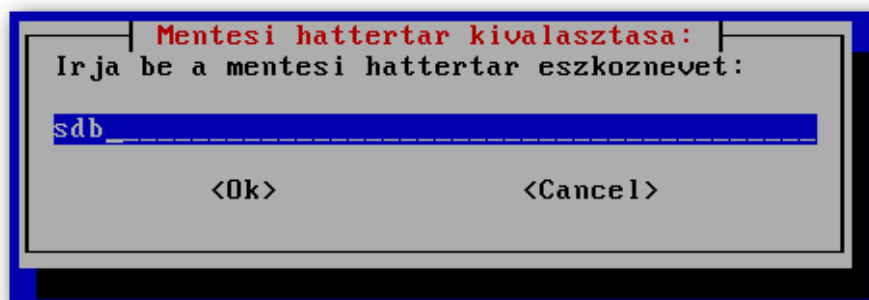 Mentesi hattertar kivalasztasa:
Irja be a mentesi hattertar eszkoznevet:
sdb
<Ok> <Cancel>